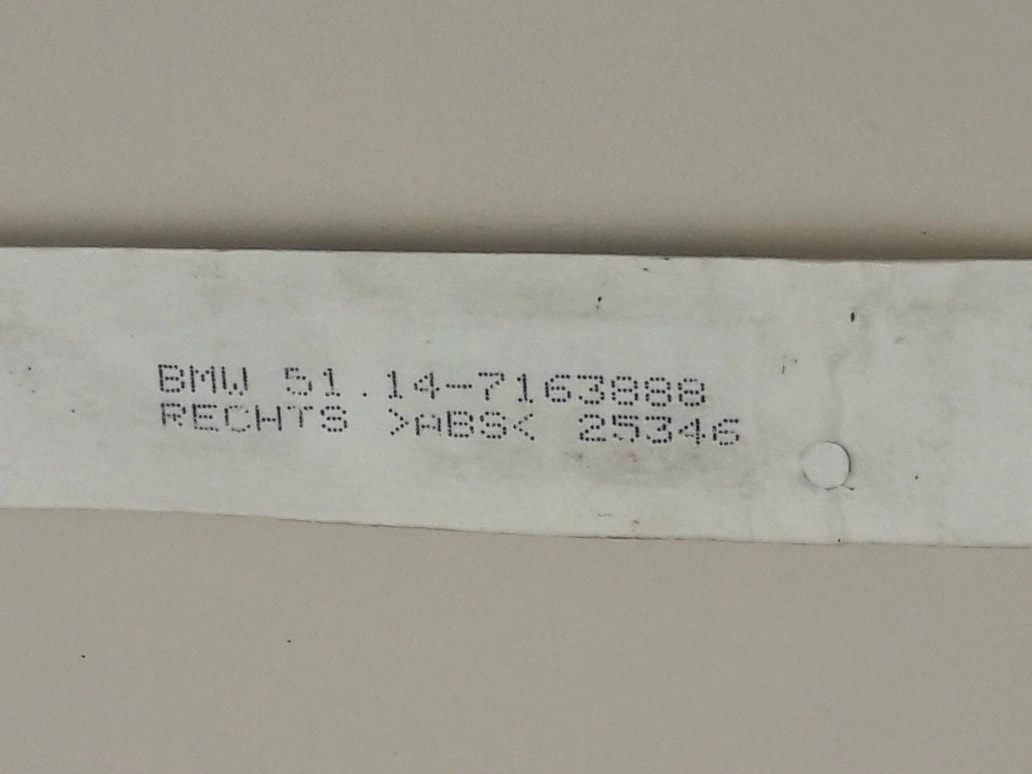 BMW 51.14-7163888
RECHTS >ABS< 25346